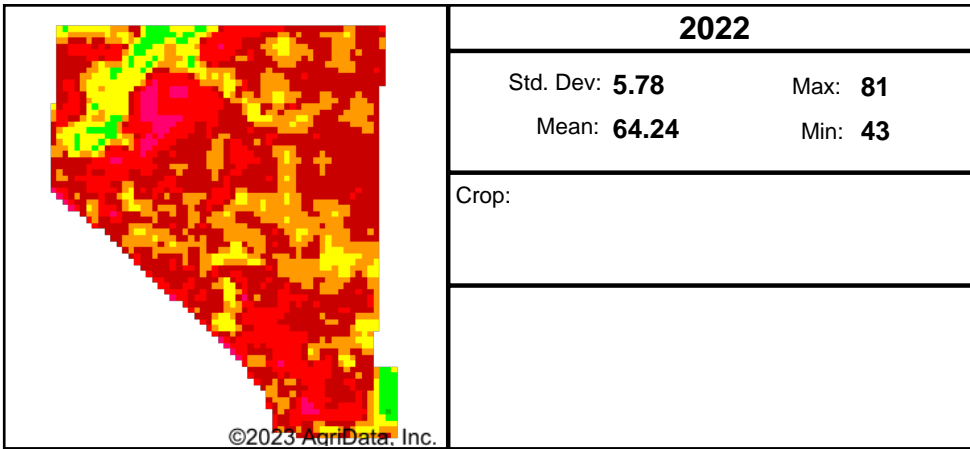 2022
Std. Dev: 5.78 Max: 81
Mean: 64.24 Min: 43
Crop:
©2023 AgriData, Inc.